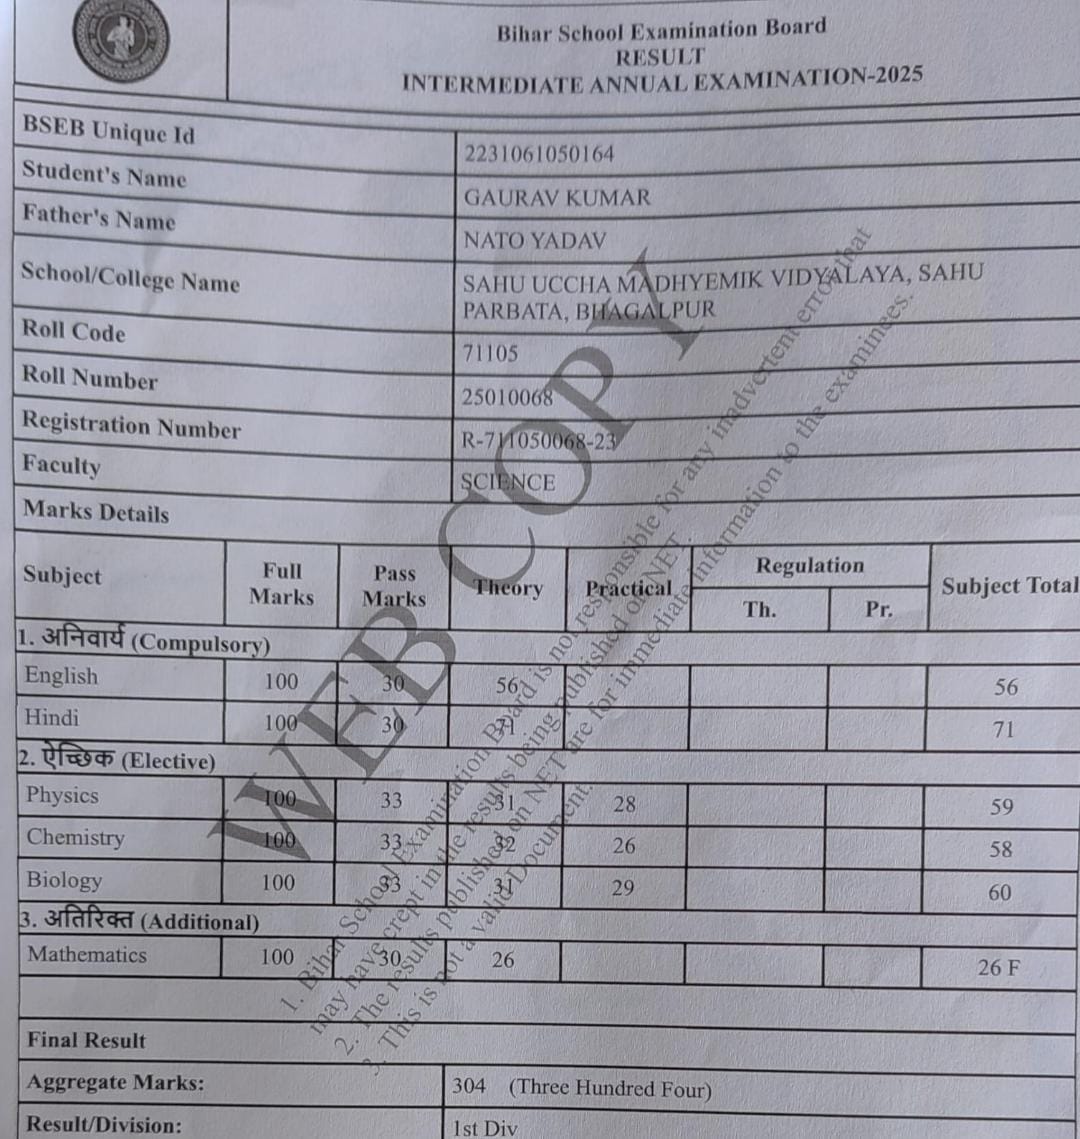 Bihar School Examination Board
RESULT
INTERMEDIATE ANNUAL EXAMINATION-2025
BSEB Unique Id 2231061050164
Student's Name GAURAV KUMAR
Father's Name NATO YADAV
School/College Name SAHU UCCHA MADHYEMIK VIDYALAYA, SAHU
PARBATA, BHAGALPUR
Roll Code 71105
Roll Number 25010068
Registration Number R-711050068-23
Faculty SCIENCE
Marks Details
Subject Full Marks Pass Marks Theory Practical Regulation Subject Total
Th. Pr.
1. अनिवार्य (Compulsory)
English 100 30 56 56
Hindi 100 30 71 71
2. ऐच्छिक (Elective)
Physics 100 33 31 28 59
Chemistry 100 33 32 26 58
Biology 100 33 31 29 60
3. अतिरिक्त (Additional)
Mathematics 100 30 26 26 F
Final Result
Aggregate Marks: 304 (Three Hundred Four)
Result/Division: 1st Div
WEB COPY
1. Bihar School Examination Board is not responsible for any inadvertent error that
may have crept in the results being published on NET.
2. The results published on NET are for immediate information to the examinees.
3. This is not a valid Document.